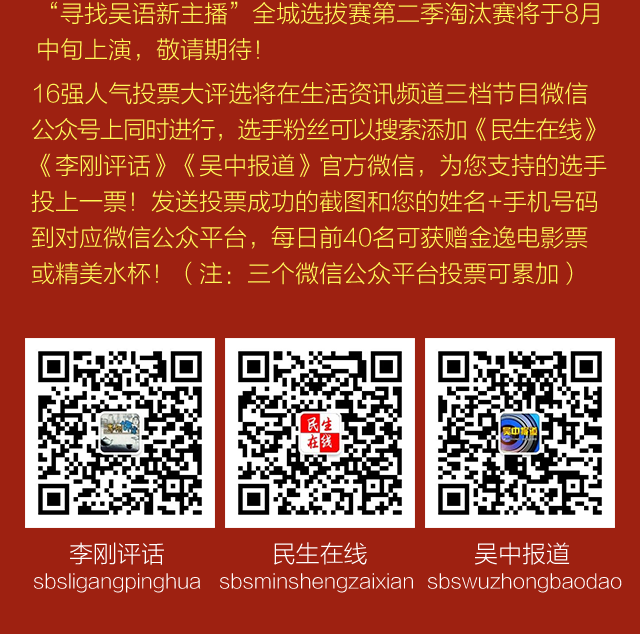 “寻找吴语新主播”全城选拔赛第二季淘汰赛将于8月
中旬上演，敬请期待！
16强人气投票大评选将在生活资讯频道三档节目微信
公众号上同时进行，选手粉丝可以搜索添加《民生在线》
《李刚评话》《吴中报道》官方微信，为您支持的选手
投上一票！发送投票成功的截图和您的姓名+手机号码
到对应微信公众平台，每日前40名可获赠金逸电影票
或精美水杯！（注：三个微信公众平台投票可累加）
民生
在线
吴中报道
李刚评话
民生在线
吴中报道
sbsligangpinghua
sbsminshengzaixian
sbswuzhongbaodao